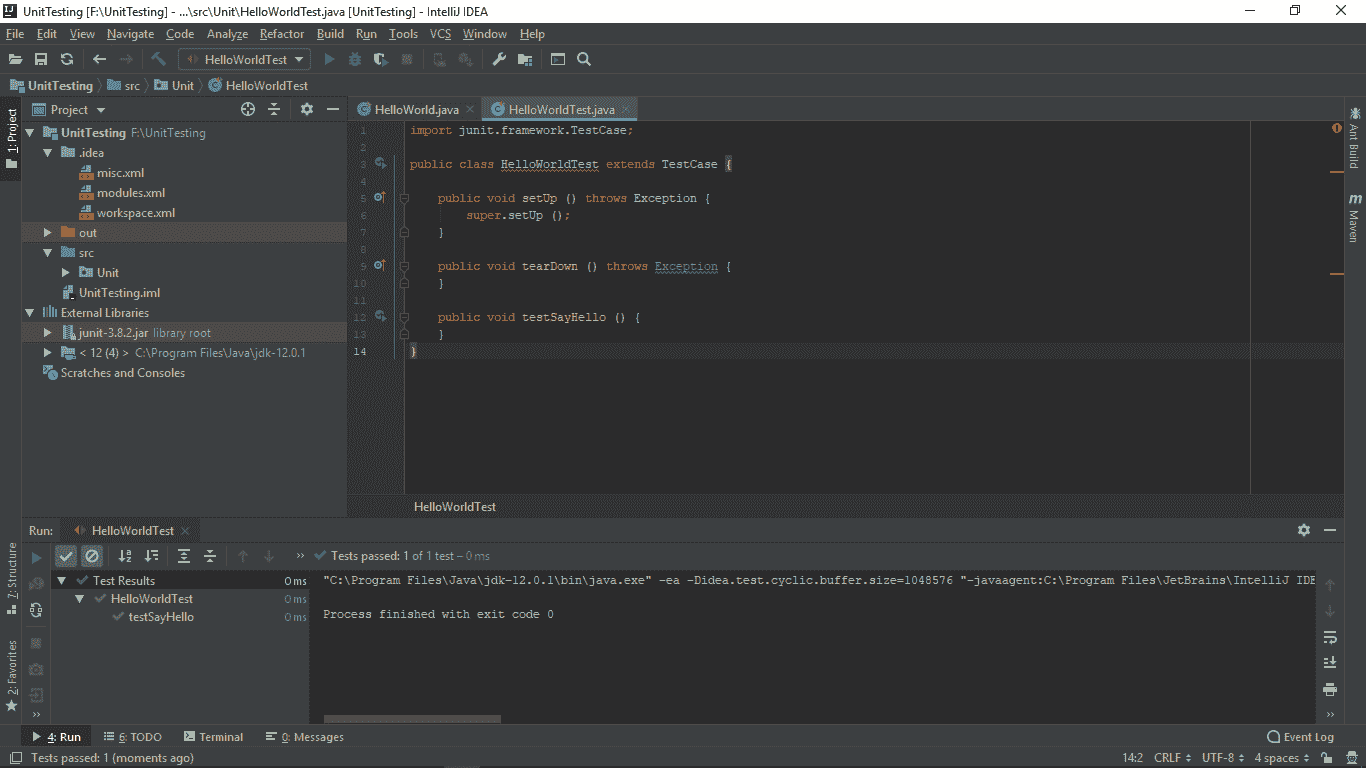 UnitTesting [F:\UnitTesting] - ...\src\Unit\HelloWorldTest.java [UnitTesting] - IntelliJ IDEA
File Edit View Navigate Code Analyze Refactor Build Run Tools VCS Window Help
HelloWorldTest
UnitTesting src Unit HelloWorldTest
1: Project
Project
UnitTesting F:\UnitTesting
.idea
misc.xml
modules.xml
workspace.xml
out
src
Unit
UnitTesting.iml
External Libraries
junit-3.8.2.jar library root
< 12 (4) > C:\Program Files\Java\jdk-12.0.1
Scratches and Consoles
HelloWorld.java HelloWorldTest.java
1 import junit.framework.TestCase;
2
3 public class HelloWorldTest extends TestCase {
4
5 public void setUp () throws Exception {
6 super.setUp ();
7 }
8
9 public void tearDown () throws Exception {
10 }
11
12 public void testSayHello () {
13 }
14 }
HelloWorldTest
Ant Build
Maven
Run: HelloWorldTest
Tests passed: 1 of 1 test – 0 ms
Test Results 0 ms
HelloWorldTest 0 ms
testSayHello 0 ms
"C:\Program Files\Java\jdk-12.0.1\bin\java.exe" -ea -Didea.test.cyclic.buffer.size=1048576 "-javaagent:C:\Program Files\JetBrains\IntelliJ IDE
Process finished with exit code 0
7: Structure
2: Favorites
4: Run 6: TODO Terminal 0: Messages Event Log
Tests passed: 1 (moments ago) 14:2 CRLF UTF-8 4 spaces